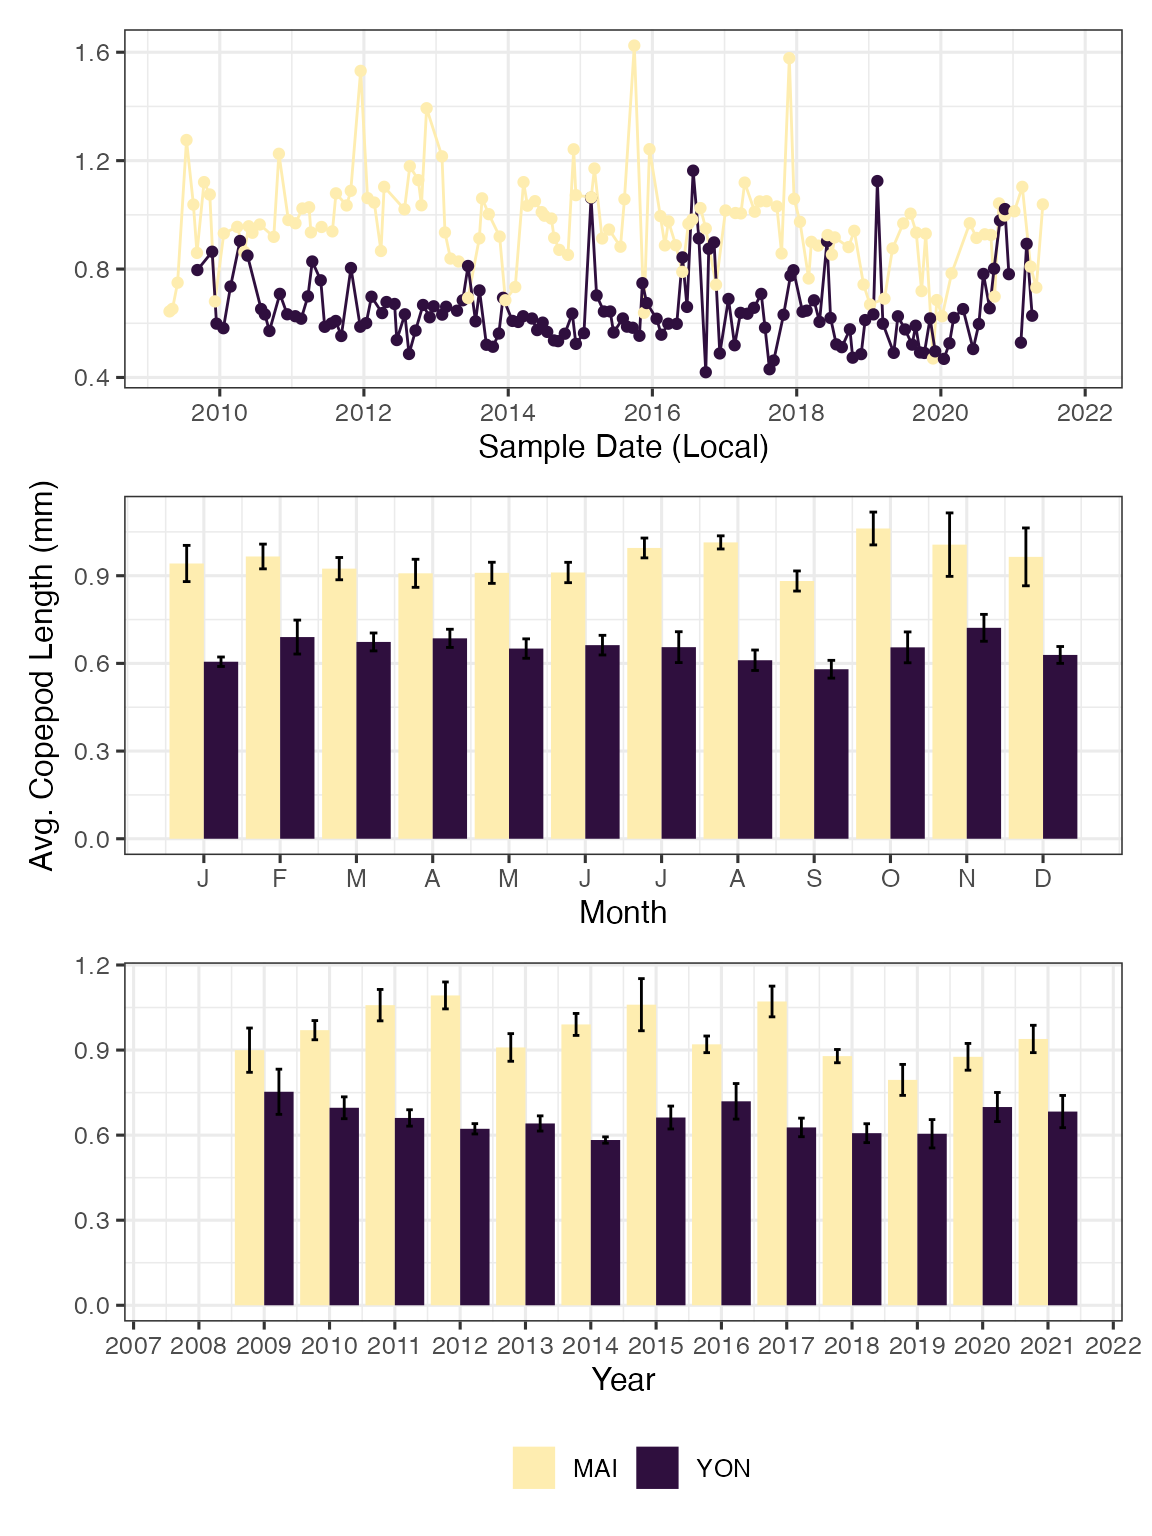 1.6
1.2
0.8
0.4
2010 2012 2014 2016 2018 2020 2022
Sample Date (Local)
Avg. Copepod Length (mm)
0.9
0.6
0.3
0.0
J F M A M J J A S O N D
Month
1.2
0.9
0.6
0.3
0.0
2007 2008 2009 2010 2011 2012 2013 2014 2015 2016 2017 2018 2019 2020 2021 2022
Year
MAI YON